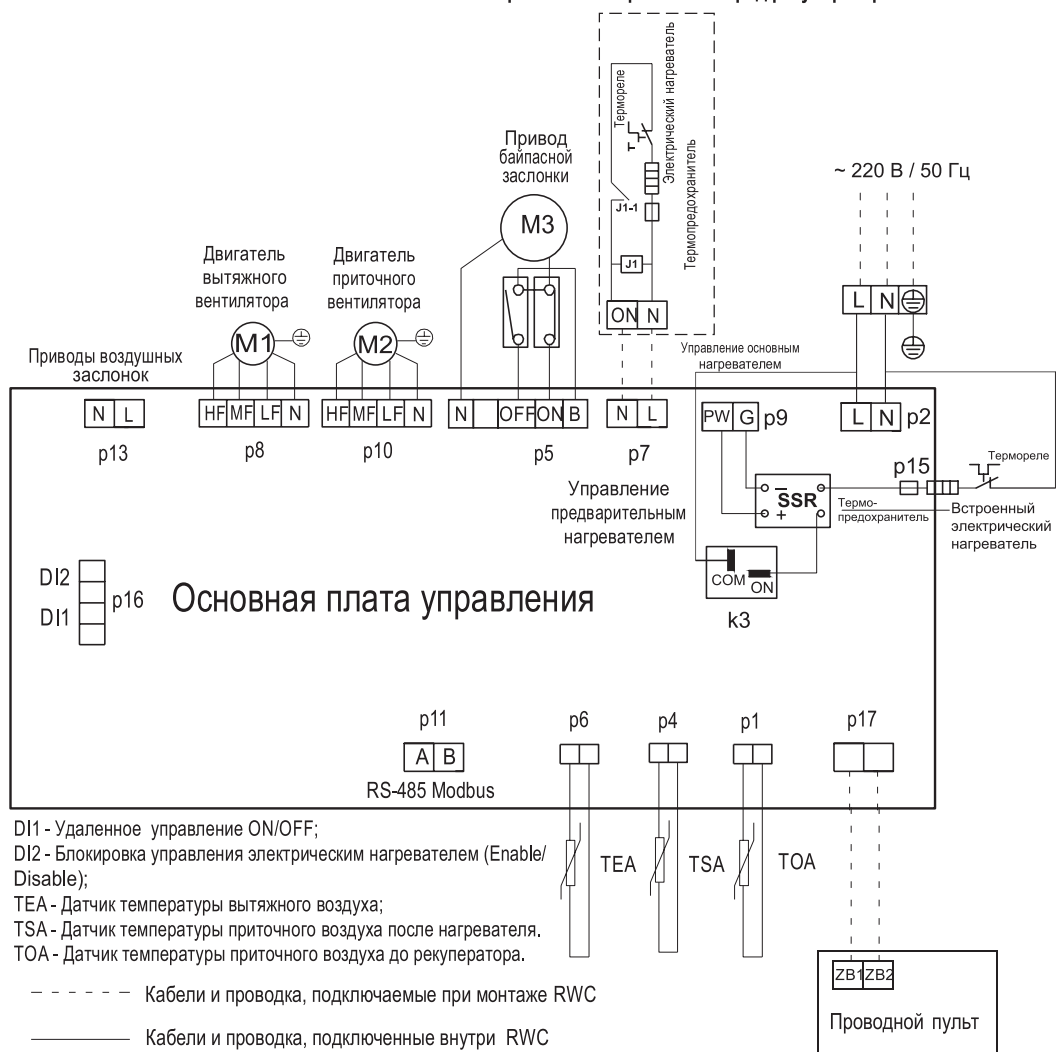 Термореле
Электрический нагреватель
Термопредохранитель
J1-1
J1
ON N
Привод
байпасной
заслонки
M3
~ 220 В / 50 Гц
L N
Двигатель
вытяжного
вентилятора
M1
Двигатель
приточного
вентилятора
M2
Приводы воздушных
заслонок
Управление основным
нагревателем
N L
p13
HF MF LF N
p8
HF MF LF N
p10
N OFF ON B
p5
N L
p7
PW G p9
L N p2
Управление
предварительным
нагревателем
SSR
− +
p15
Термореле
Термо-
предохранитель
Встроенный
электрический
нагреватель
COM ON
k3
DI2
DI1
p16
Основная плата управления
p11
A B
RS-485 Modbus
p6
p4
p1
p17
TEA
TSA
TOA
DI1 - Удаленное управление ON/OFF;
DI2 - Блокировка управления электрическим нагревателем (Enable/
Disable);
TEA - Датчик температуры вытяжного воздуха;
TSA - Датчик температуры приточного воздуха после нагревателя.
TOA - Датчик температуры приточного воздуха до рекуператора.
Кабели и проводка, подключаемые при монтаже RWC
Кабели и проводка, подключенные внутри RWC
ZB1 ZB2
Проводной пульт